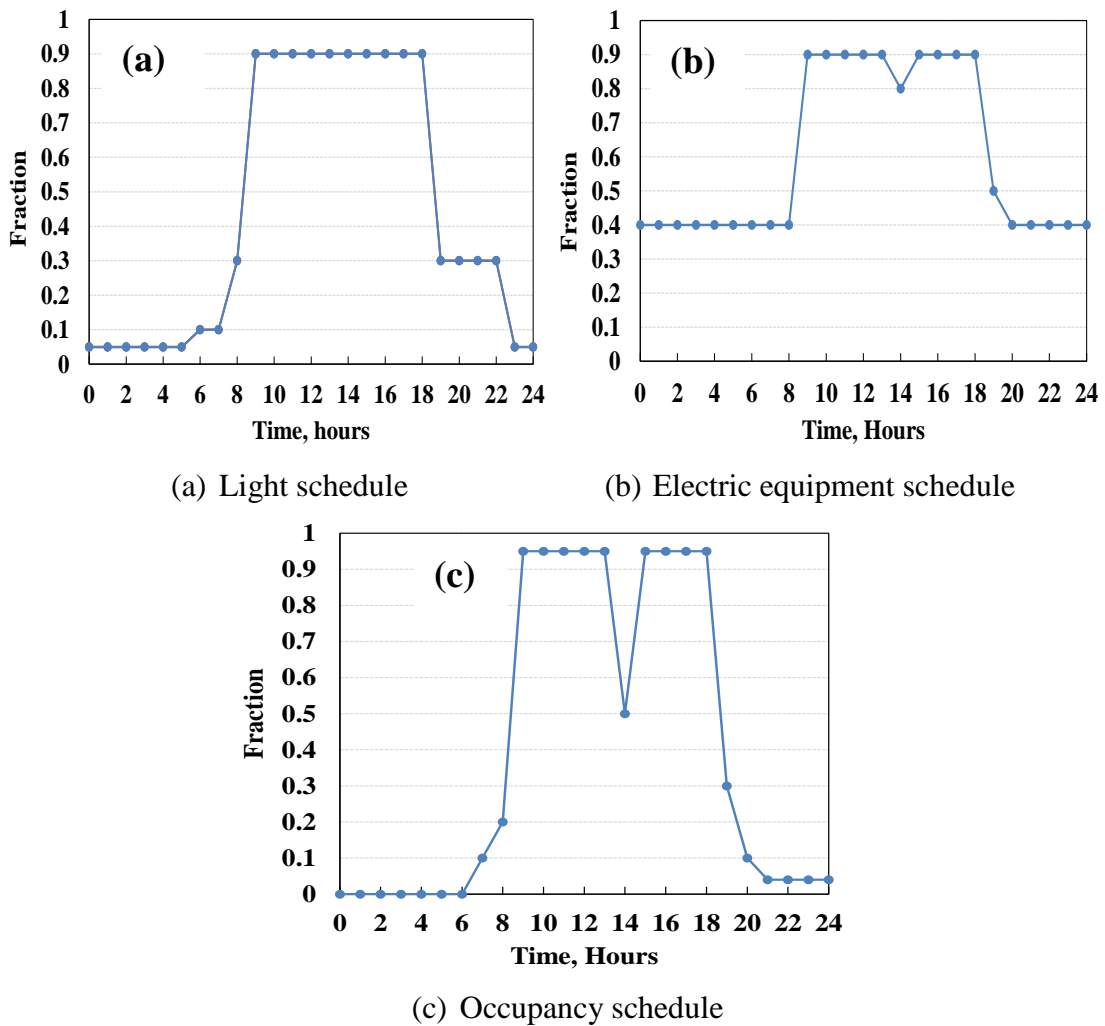 1
0.9
0.8
0.7
0.6
0.5
0.4
0.3
0.2
0.1
0
Fraction
(a)
0 2 4 6 8 10 12 14 16 18 20 22 24
Time, hours
(a) Light schedule
1
0.9
0.8
0.7
0.6
0.5
0.4
0.3
0.2
0.1
0
Fraction
(b)
0 2 4 6 8 10 12 14 16 18 20 22 24
Time, Hours
(b) Electric equipment schedule
1
0.9
0.8
0.7
0.6
0.5
0.4
0.3
0.2
0.1
0
Fraction
(c)
0 2 4 6 8 10 12 14 16 18 20 22 24
Time, Hours
(c) Occupancy schedule